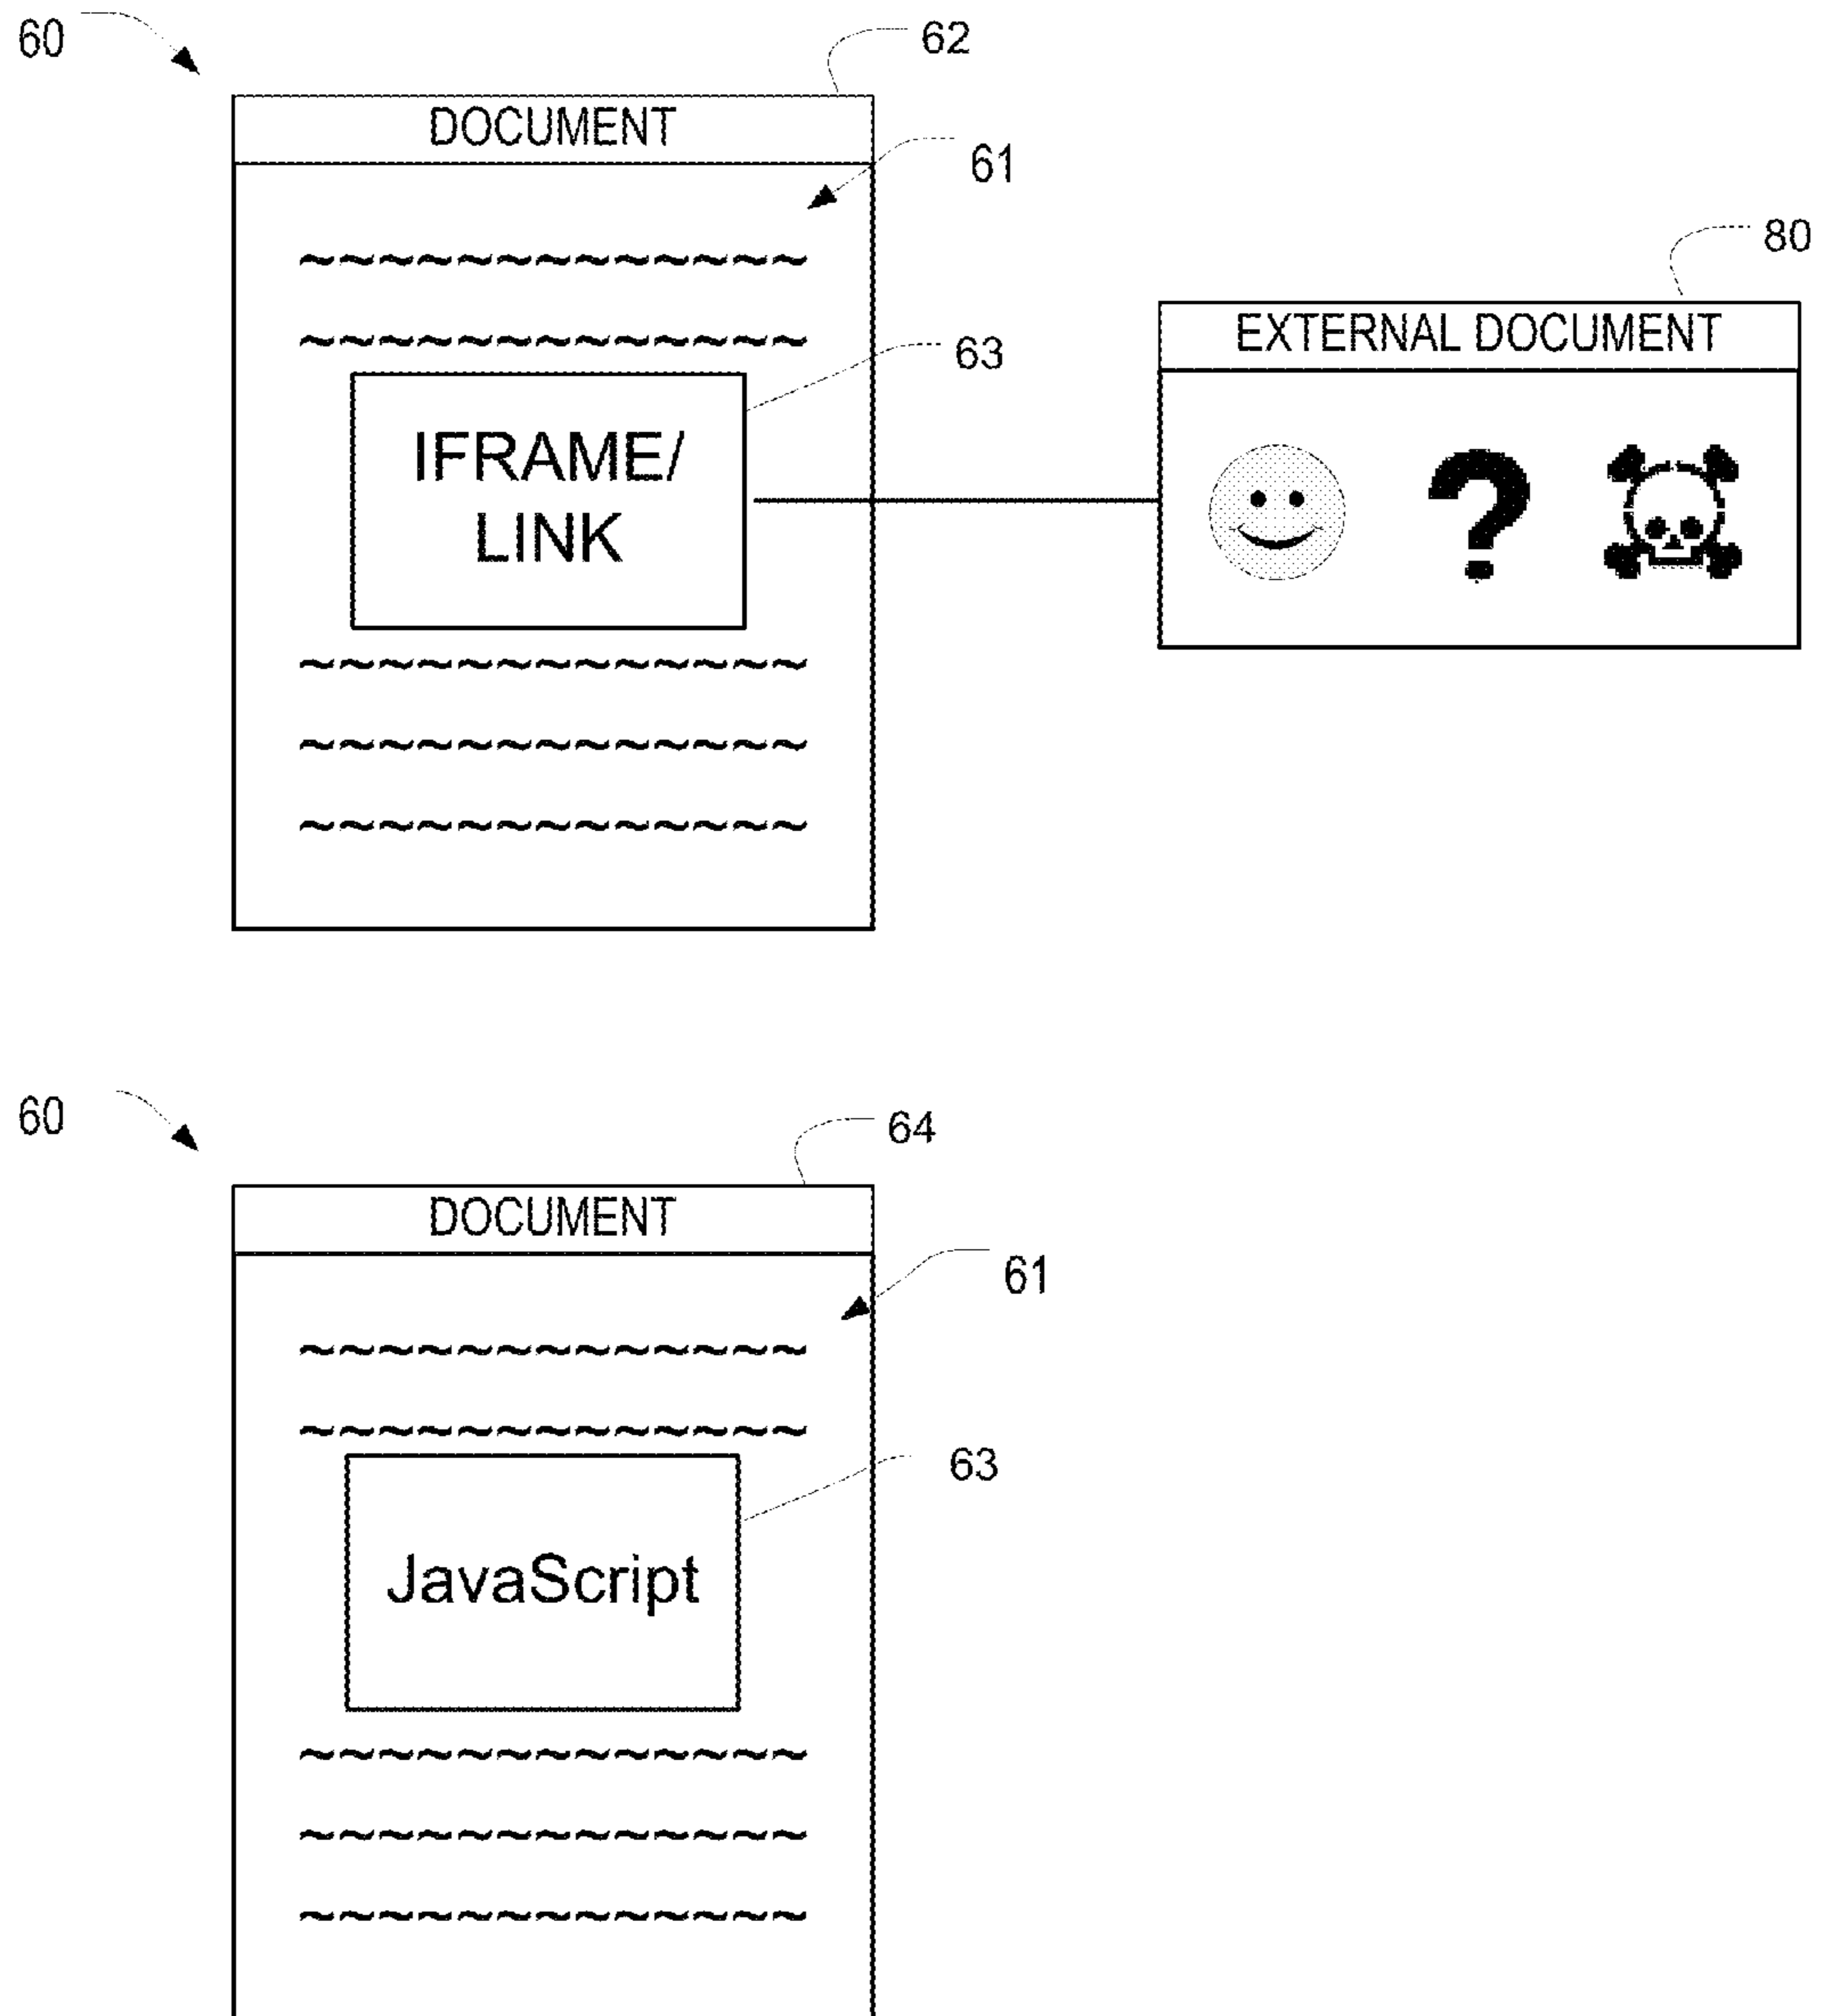 60
62
DOCUMENT
61
80
EXTERNAL DOCUMENT
63
IFRAME/
LINK
?
60
64
DOCUMENT
61
63
JavaScript